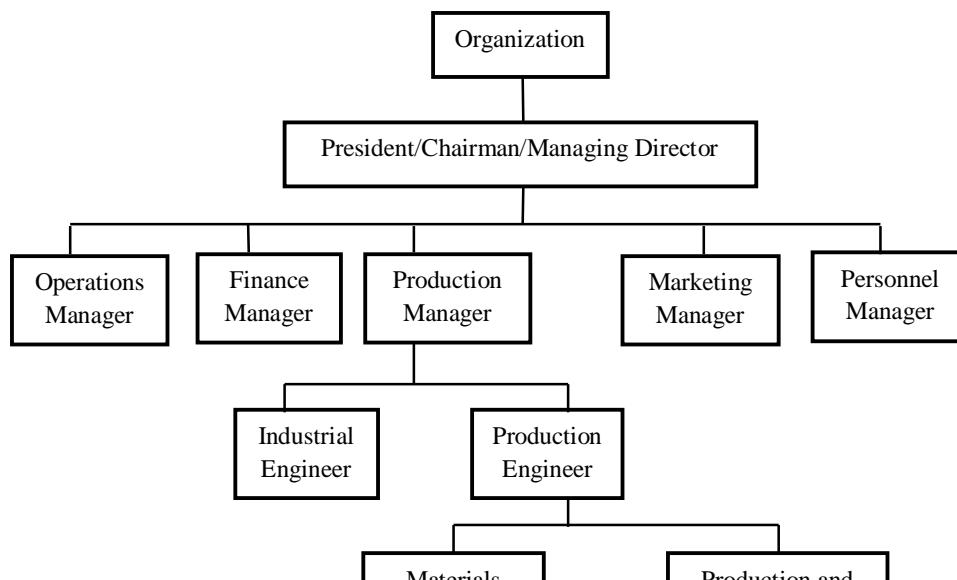 Organization
President/Chairman/Managing Director
Operations
Manager
Finance
Manager
Production
Manager
Marketing
Manager
Personnel
Manager
Industrial
Engineer
Production
Engineer
Materials
Production and